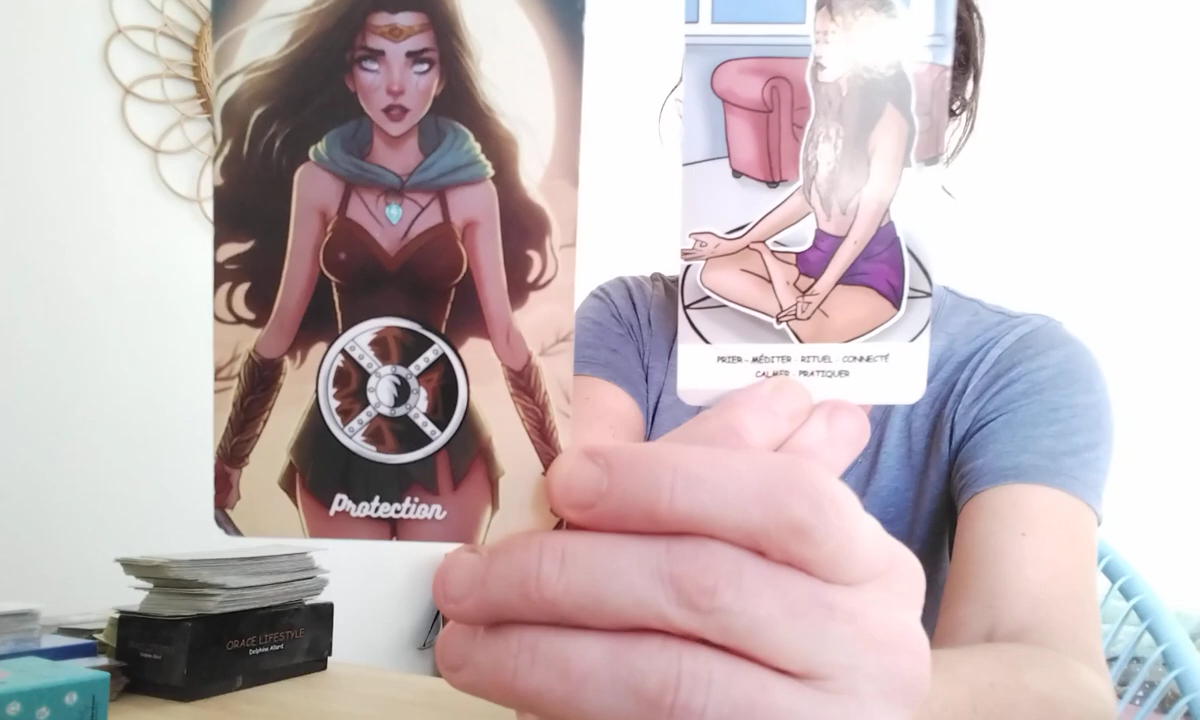 Protection
PRIER - MÉDITER - RITUEL - CONNECTÉ
CALMER - PRATIQUER
ORACE LIFESTYLE
Delphine Allard